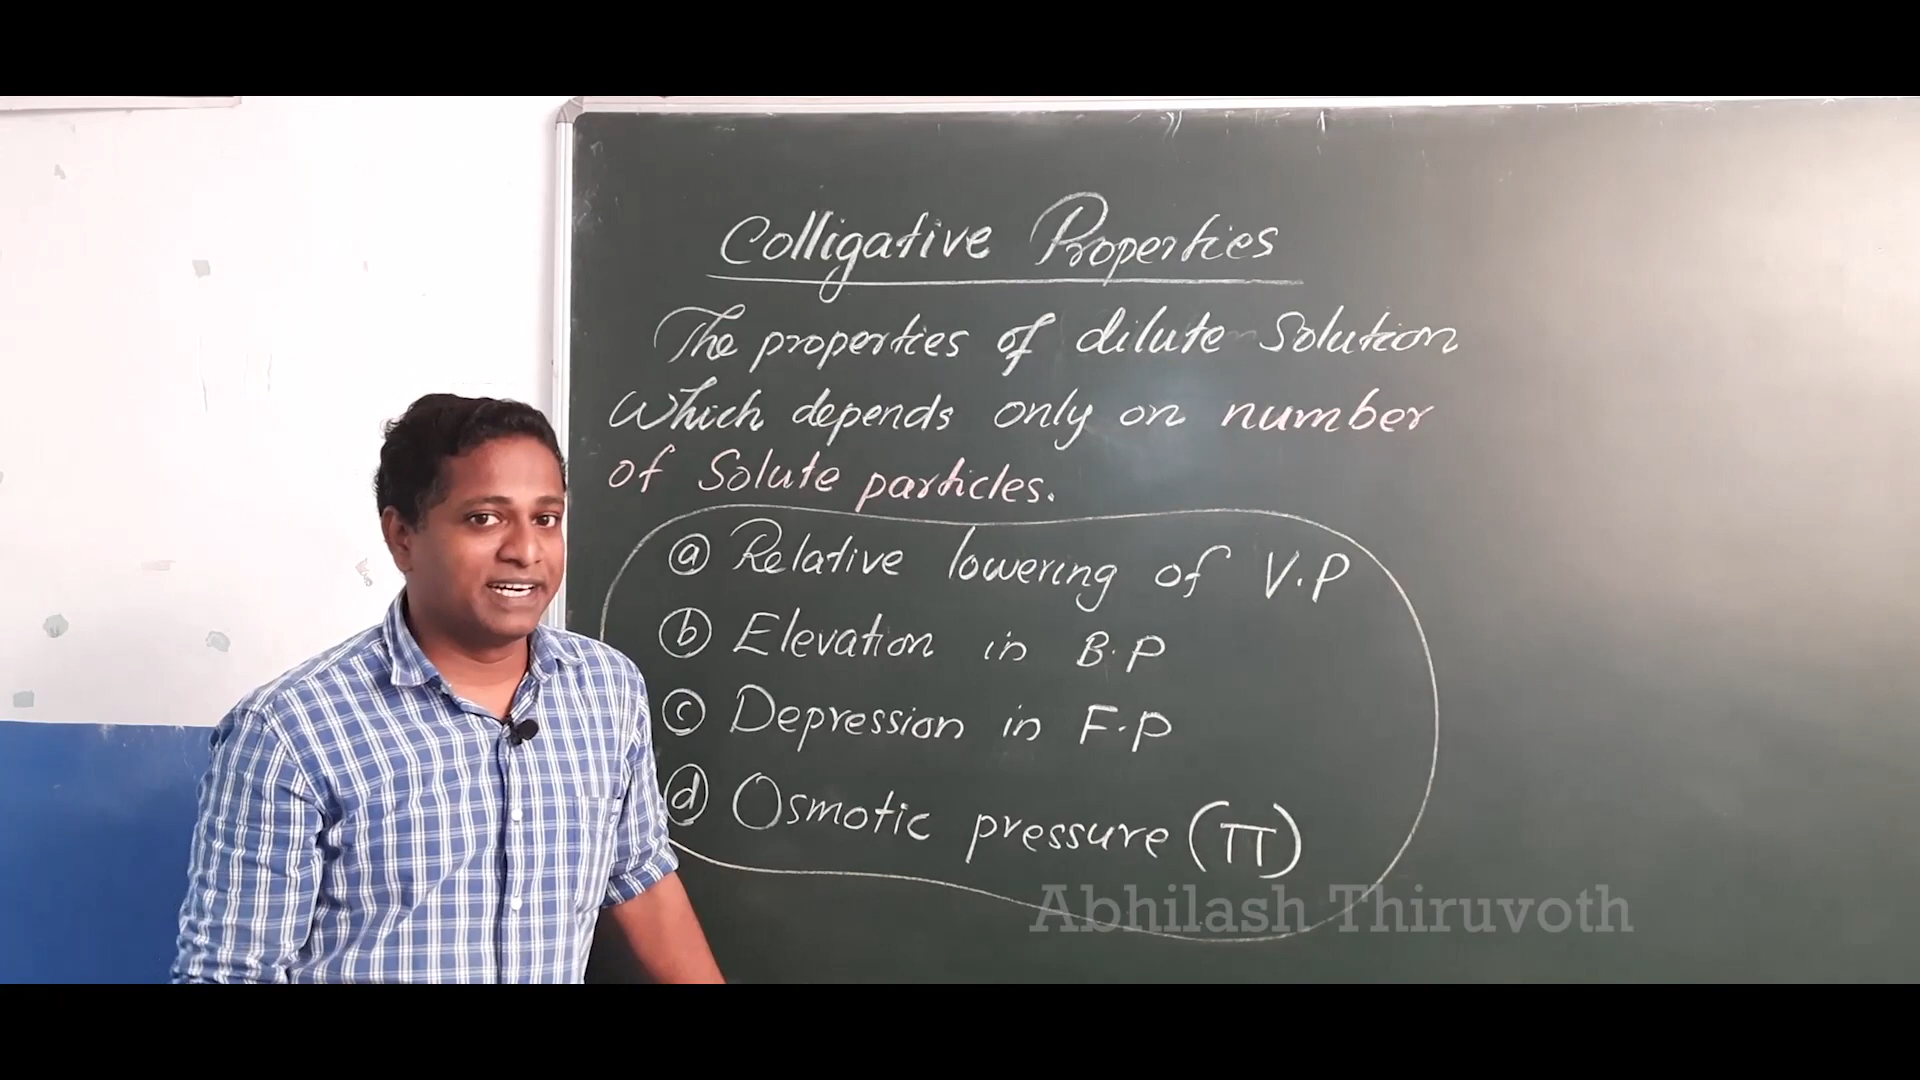 Colligative Properties
The properties of dilute Solution
Which depends only on number
of Solute particles.
ⓐ Relative lowering of V.P
ⓑ Elevation in B.P
ⓒ Depression in F.P
ⓓ Osmotic pressure (π)
Abhilash Thiruvoth